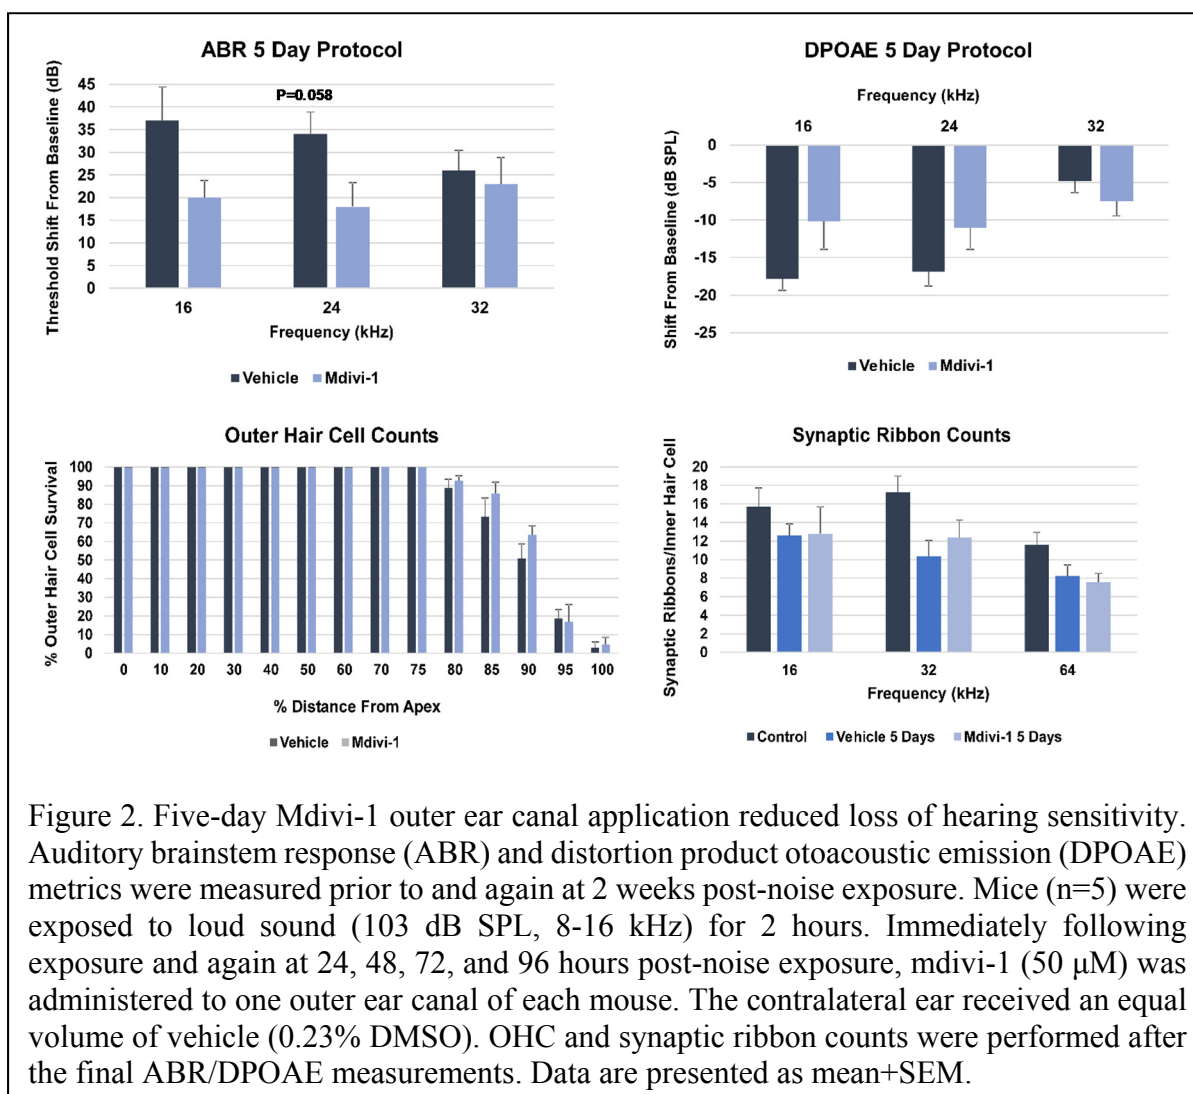 ABR 5 Day Protocol
Threshold Shift From Baseline (dB)
45
40
35
30
25
20
15
10
5
0
P=0.058
16 24 32
Frequency (kHz)
Vehicle Mdivi-1
DPOAE 5 Day Protocol
Frequency (kHz)
16 24 32
Shift From Baseline (dB SPL)
0
-5
-10
-15
-20
-25
Vehicle Mdivi-1
Outer Hair Cell Counts
% Outer Hair Cell Survival
100
90
80
70
60
50
40
30
20
10
0
0 10 20 30 40 50 60 70 75 80 85 90 95 100
% Distance From Apex
Vehicle Mdivi-1
Synaptic Ribbon Counts
Synaptic Ribbons/Inner Hair Cell
20
18
16
14
12
10
8
6
4
2
0
16 32 64
Frequency (kHz)
Control Vehicle 5 Days Mdivi-1 5 Days
Figure 2. Five-day Mdivi-1 outer ear canal application reduced loss of hearing sensitivity.
Auditory brainstem response (ABR) and distortion product otoacoustic emission (DPOAE)
metrics were measured prior to and again at 2 weeks post-noise exposure. Mice (n=5) were
exposed to loud sound (103 dB SPL, 8-16 kHz) for 2 hours. Immediately following
exposure and again at 24, 48, 72, and 96 hours post-noise exposure, mdivi-1 (50 μM) was
administered to one outer ear canal of each mouse. The contralateral ear received an equal
volume of vehicle (0.23% DMSO). OHC and synaptic ribbon counts were performed after
the final ABR/DPOAE measurements. Data are presented as mean+SEM.